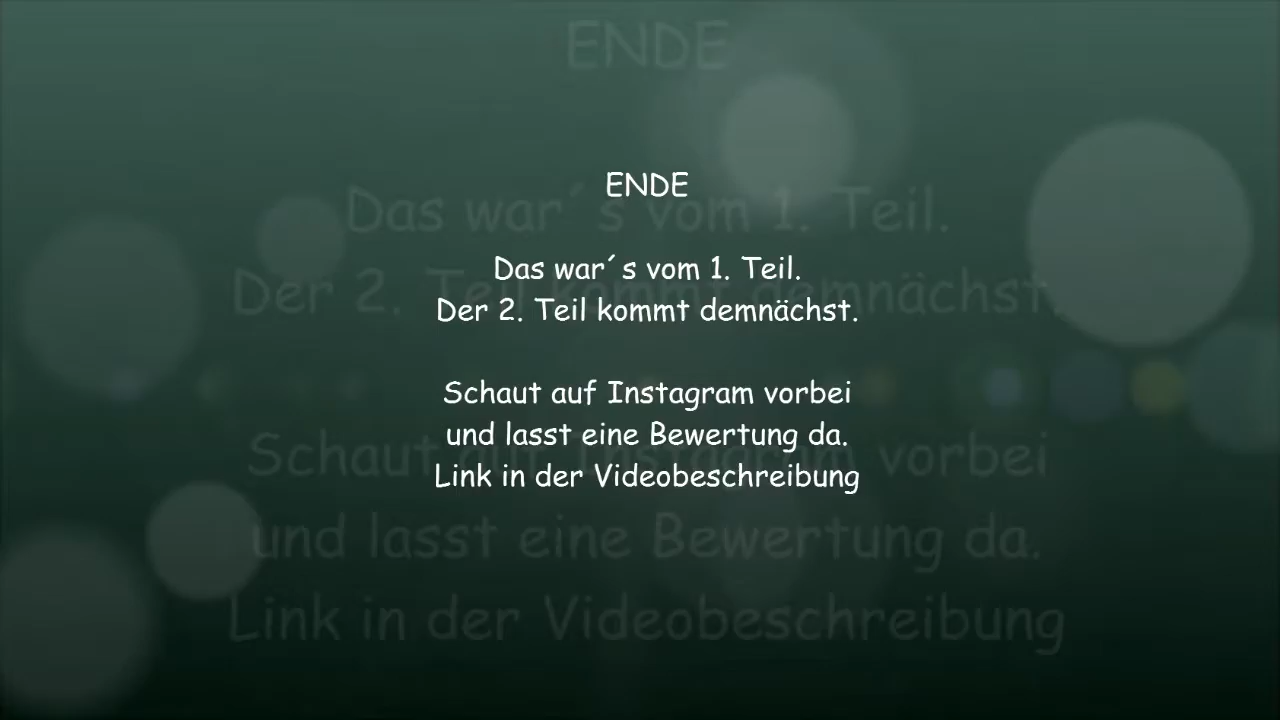 ENDE
Das war´s vom 1. Teil.
Der 2. Teil kommt demnächst.
Schaut auf Instagram vorbei
und lasst eine Bewertung da.
Link in der Videobeschreibung